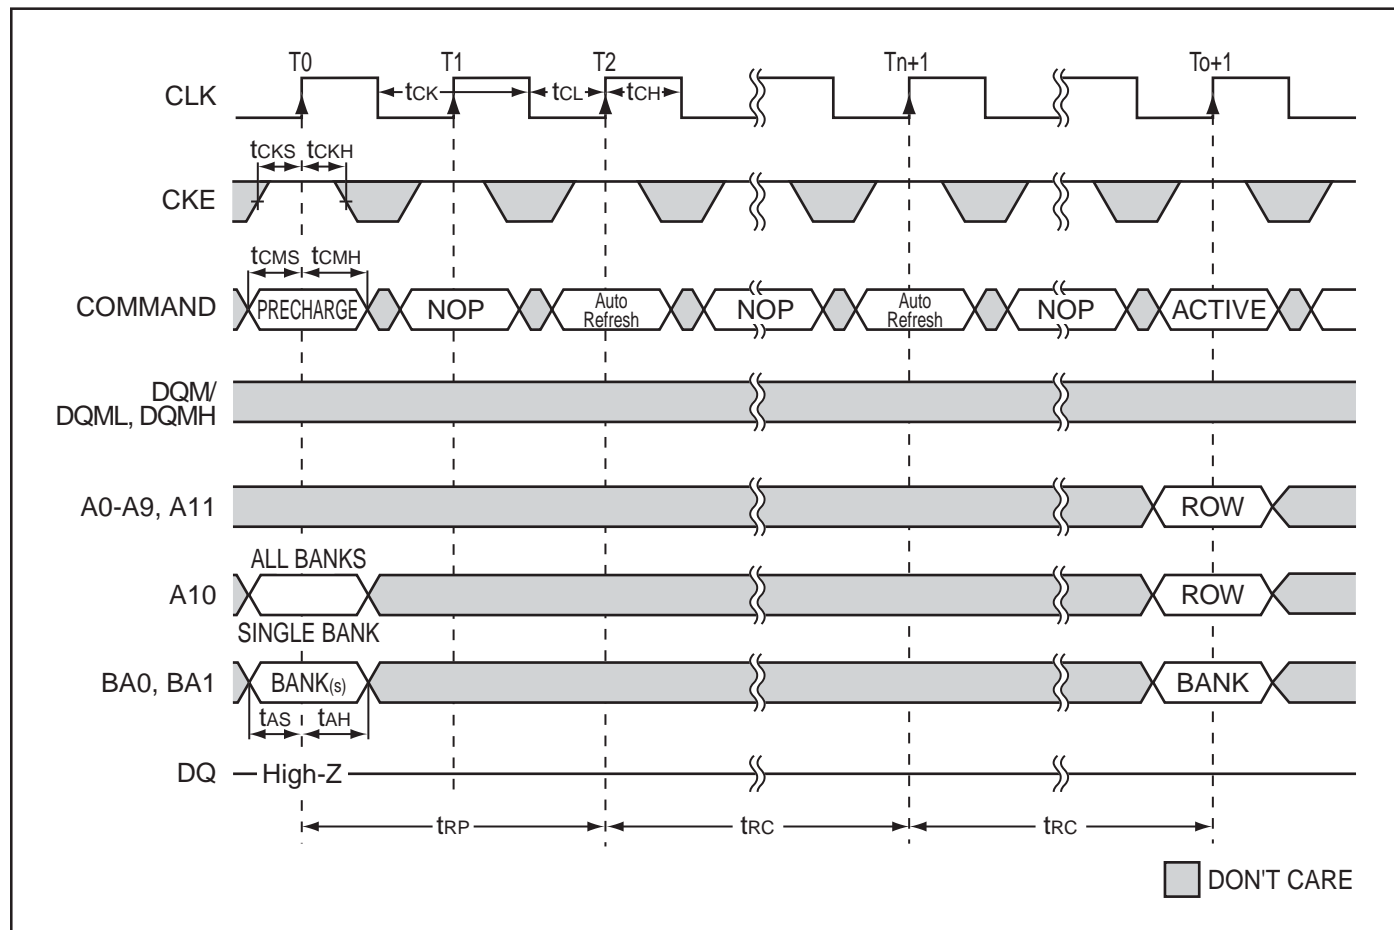 T0 T1 T2 Tn+1 To+1
CLK tCK tCL tCH
tCKS tCKH
CKE
tCMS tCMH
COMMAND PRECHARGE NOP Auto Refresh NOP Auto Refresh NOP ACTIVE
DQM/
DQML, DQMH
A0-A9, A11 ROW
ALL BANKS
A10 ROW
SINGLE BANK
BA0, BA1 BANK(s) BANK
tAS tAH
DQ High-Z
tRP tRC tRC
DON'T CARE